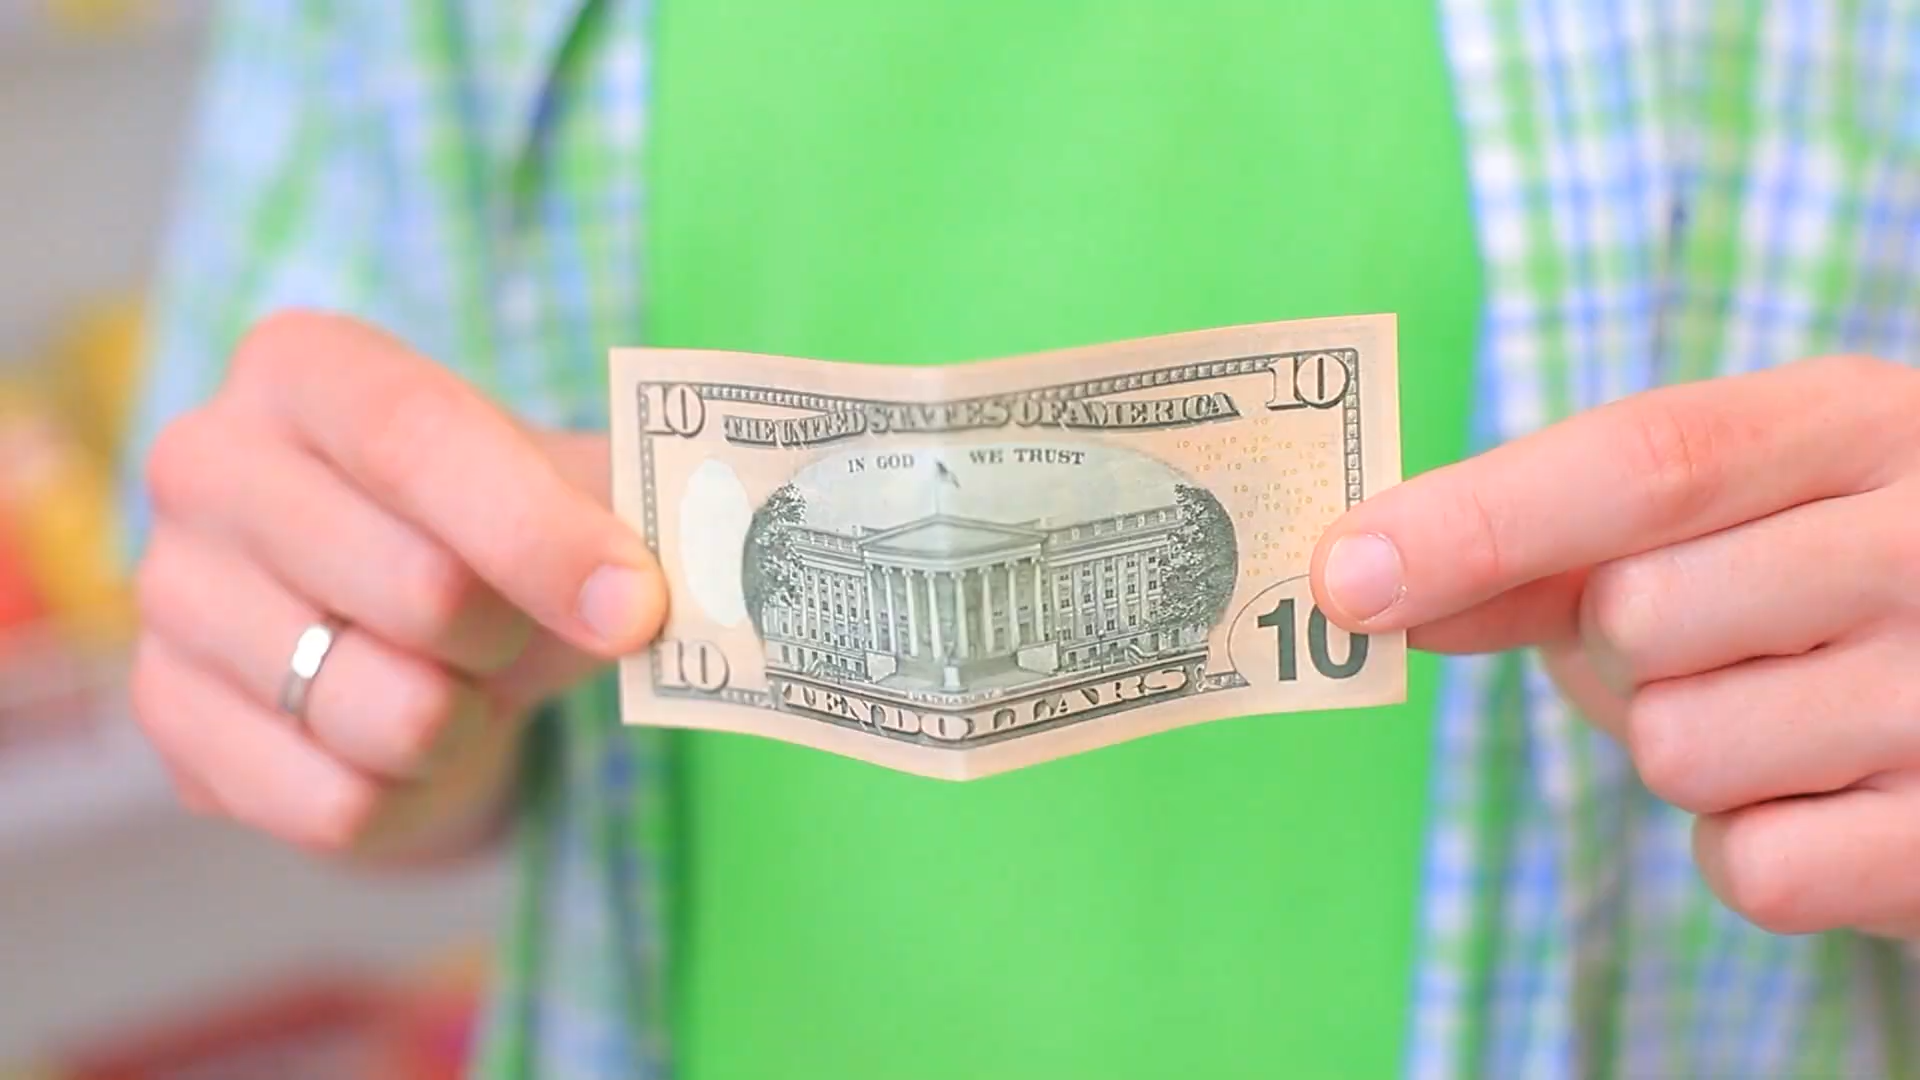 10 THE UNITED STATES OF AMERICA 10
IN GOD WE TRUST
10 TEN DOLLARS 10